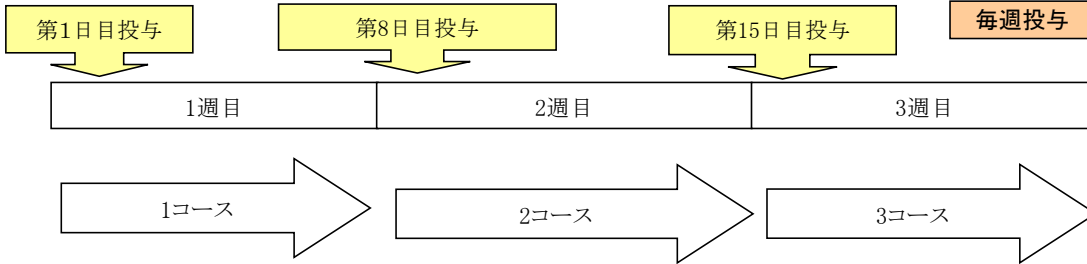 第1日目投与
第8日目投与
第15日目投与
毎週投与
1週目
2週目
3週目
1コース
2コース
3コース